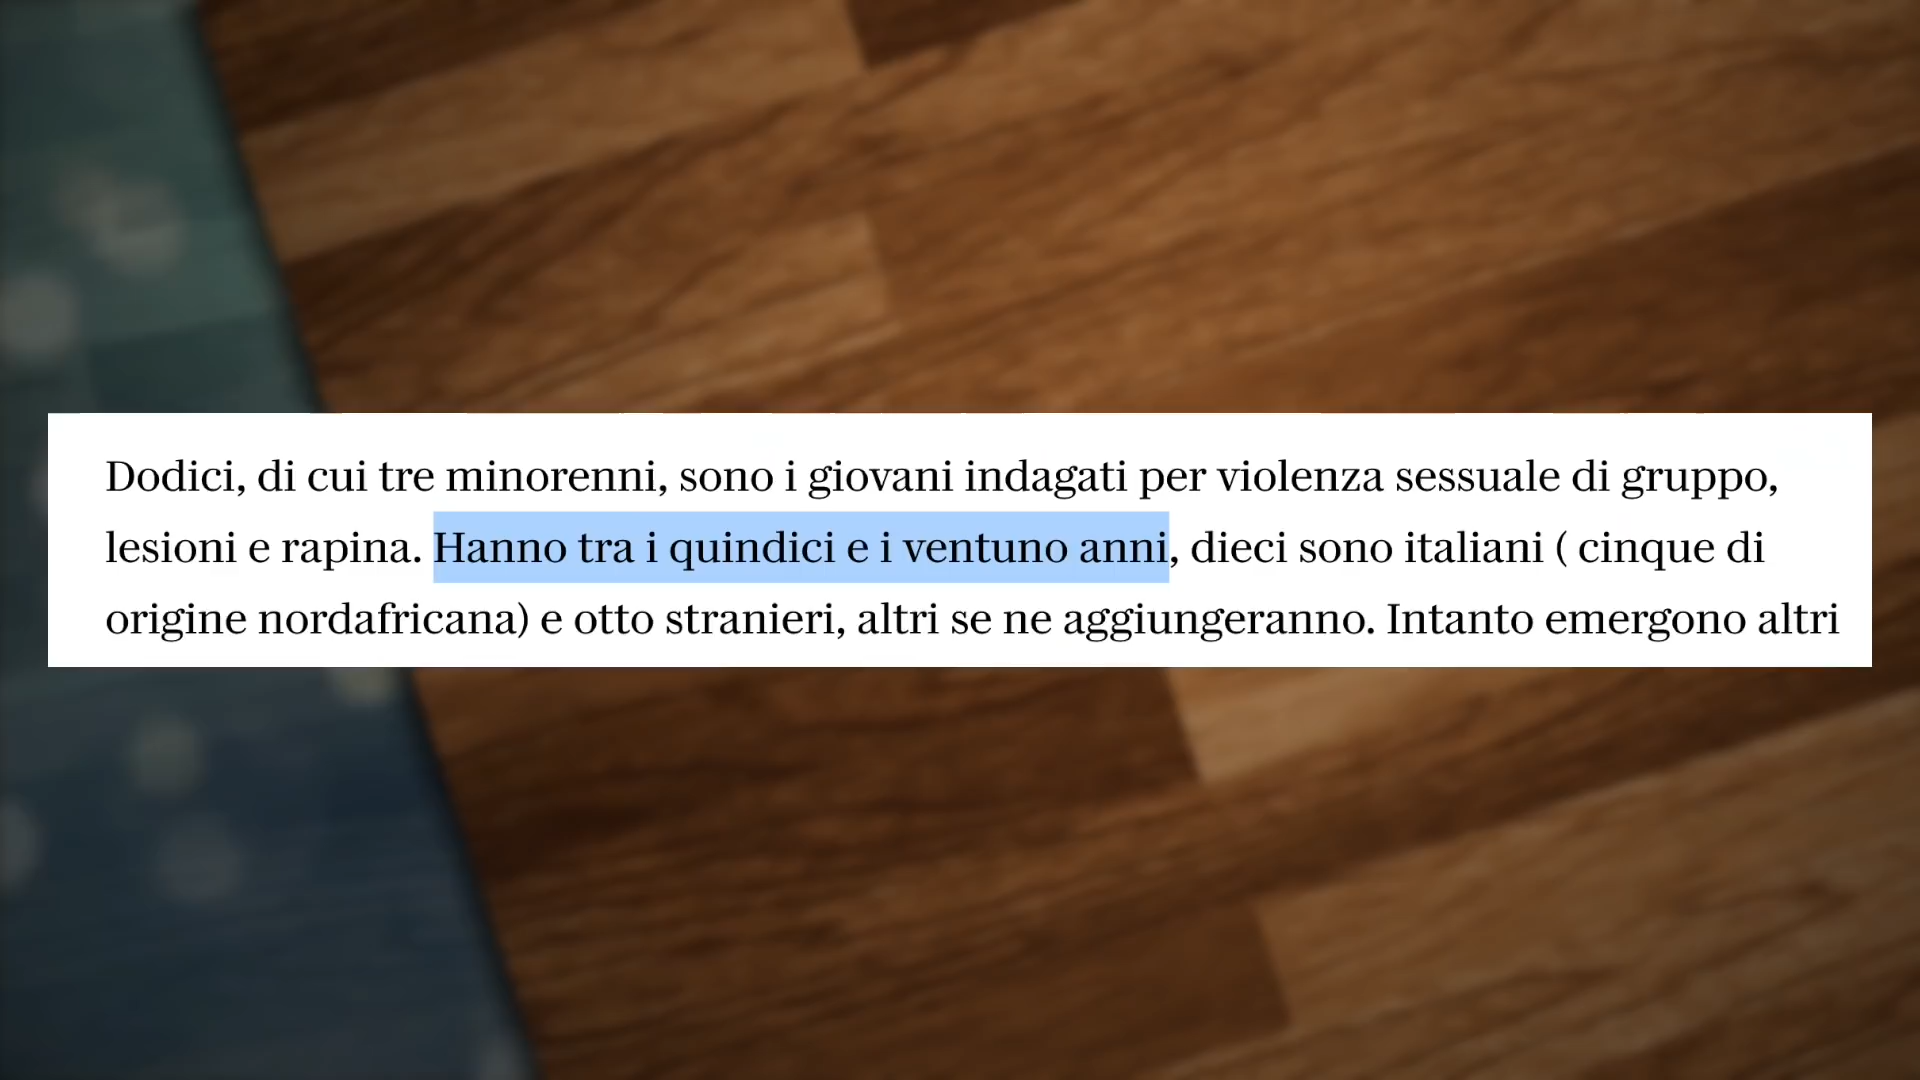 Dodici, di cui tre minorenni, sono i giovani indagati per violenza sessuale di gruppo,
lesioni e rapina. Hanno tra i quindici e i ventuno anni, dieci sono italiani ( cinque di
origine nordafricana) e otto stranieri, altri se ne aggiungeranno. Intanto emergono altri